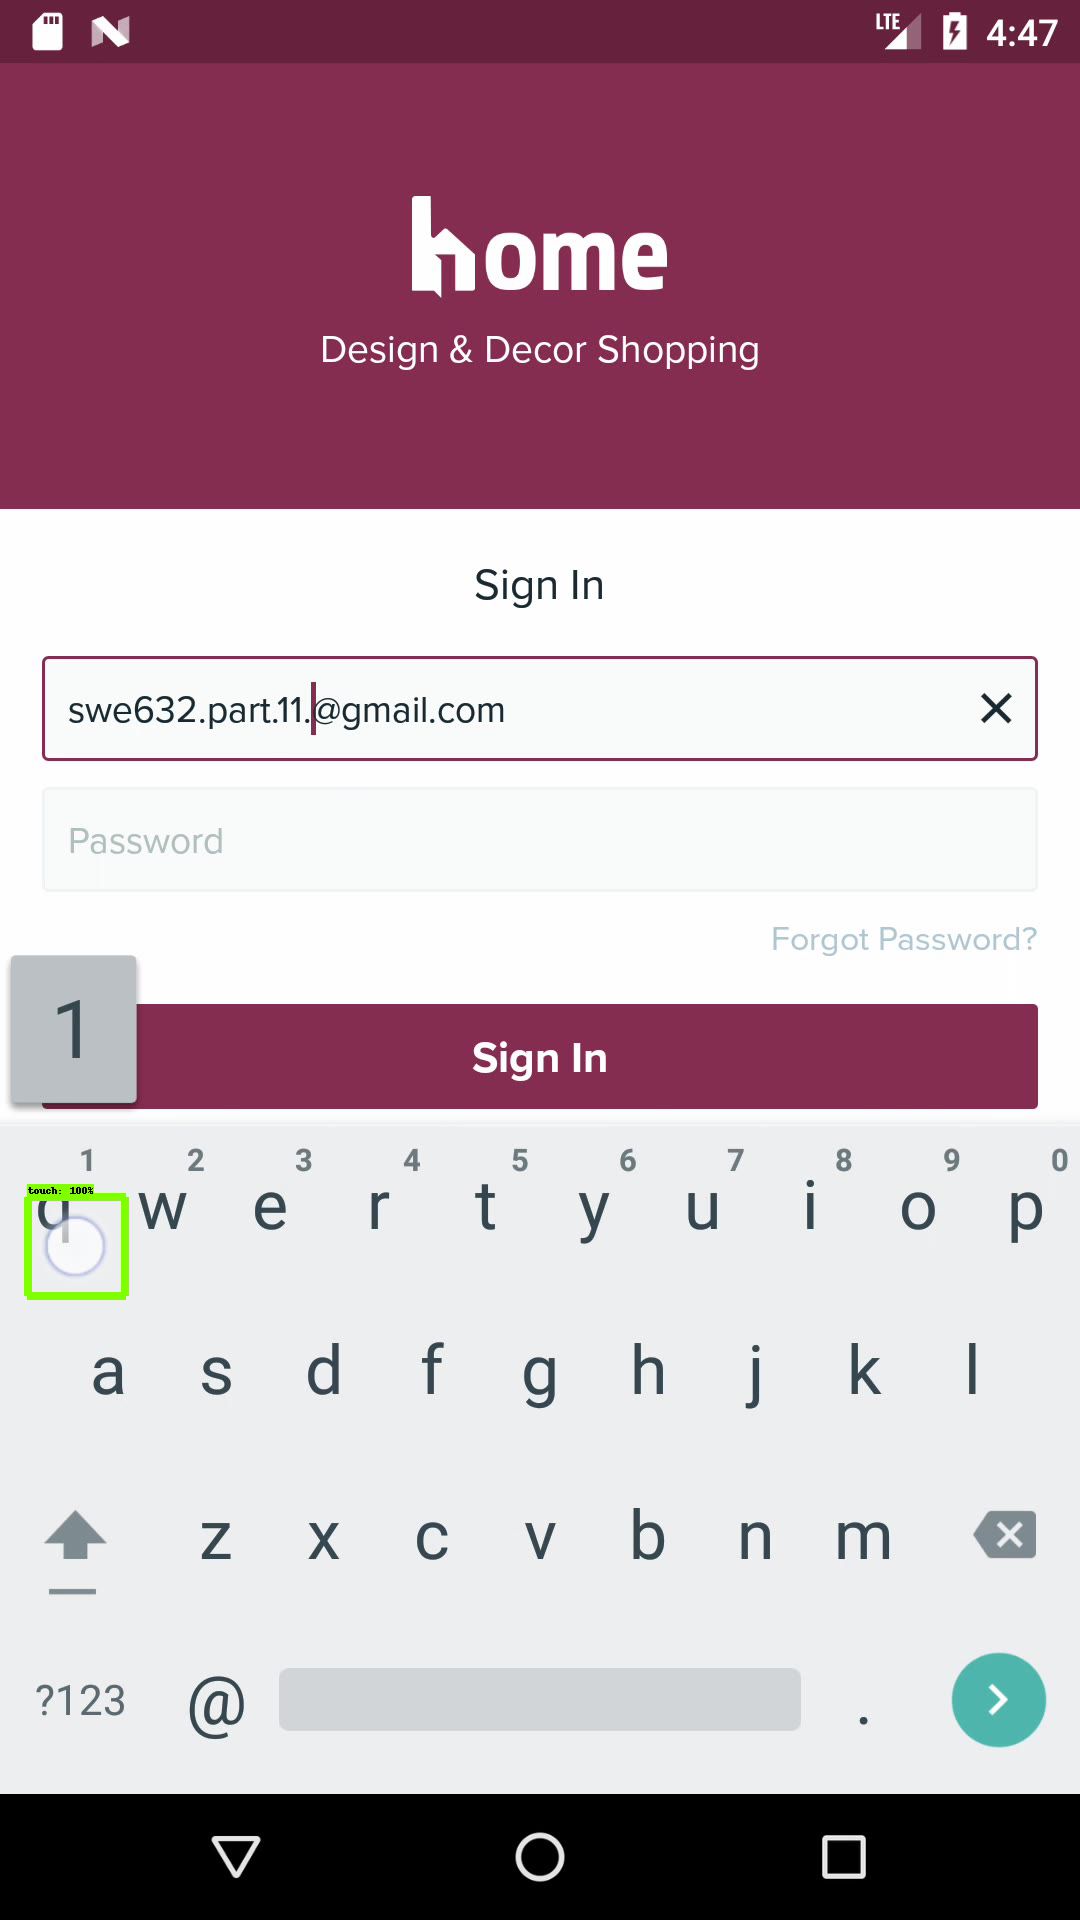 LTE 4:47
home
Design & Decor Shopping
Sign In
swe632.part.11.@gmail.com
Password
Forgot Password?
1
Sign In
1 2 3 4 5 6 7 8 9 0
touch: 100%
q w e r t y u i o p
a s d f g h j k l
z x c v b n m
?123 @ .